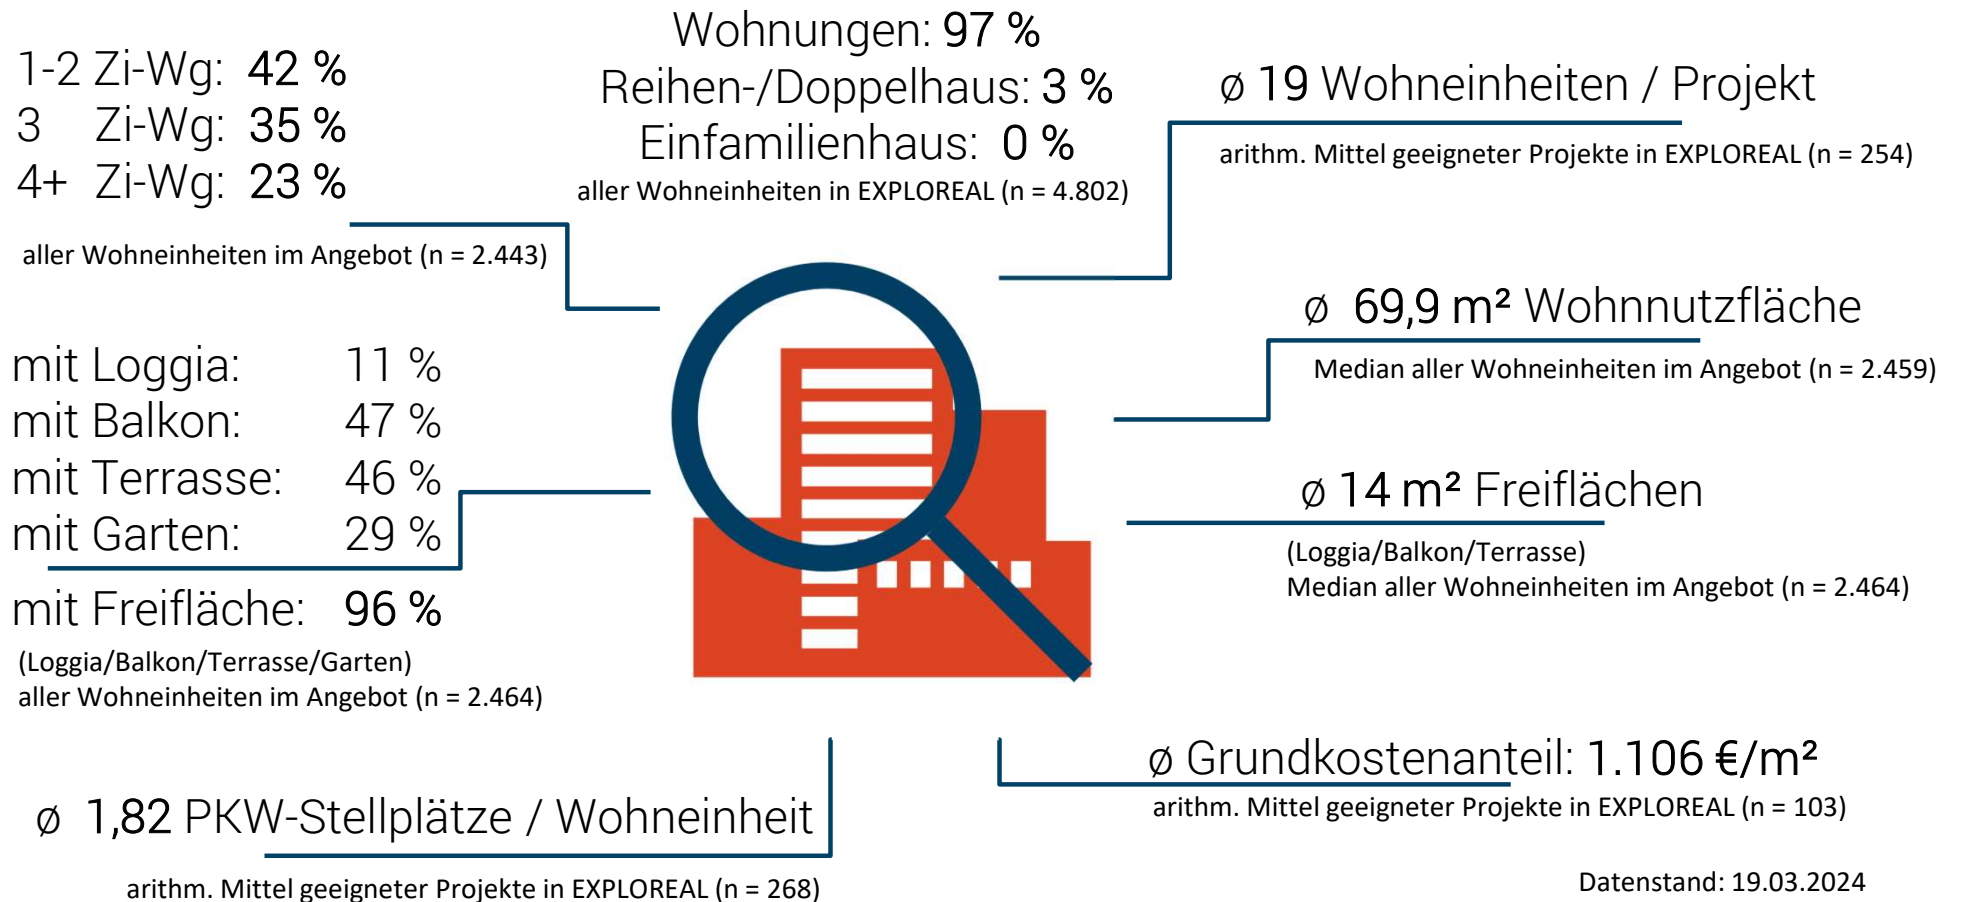 1-2 Zi-Wg: 42 %
3 Zi-Wg: 35 %
4+ Zi-Wg: 23 %
aller Wohneinheiten im Angebot (n = 2.443)
Wohnungen: 97 %
Reihen-/Doppelhaus: 3 %
Einfamilienhaus: 0 %
aller Wohneinheiten in EXPLOREAL (n = 4.802)
ø 19 Wohneinheiten / Projekt
arithm. Mittel geeigneter Projekte in EXPLOREAL (n = 254)
ø 69,9 m² Wohnnutzfläche
Median aller Wohneinheiten im Angebot (n = 2.459)
mit Loggia: 11 %
mit Balkon: 47 %
mit Terrasse: 46 %
mit Garten: 29 %
mit Freifläche: 96 %
(Loggia/Balkon/Terrasse/Garten)
aller Wohneinheiten im Angebot (n = 2.464)
ø 14 m² Freiflächen
(Loggia/Balkon/Terrasse)
Median aller Wohneinheiten im Angebot (n = 2.464)
ø 1,82 PKW-Stellplätze / Wohneinheit
arithm. Mittel geeigneter Projekte in EXPLOREAL (n = 268)
ø Grundkostenanteil: 1.106 €/m²
arithm. Mittel geeigneter Projekte in EXPLOREAL (n = 103)
Datenstand: 19.03.2024